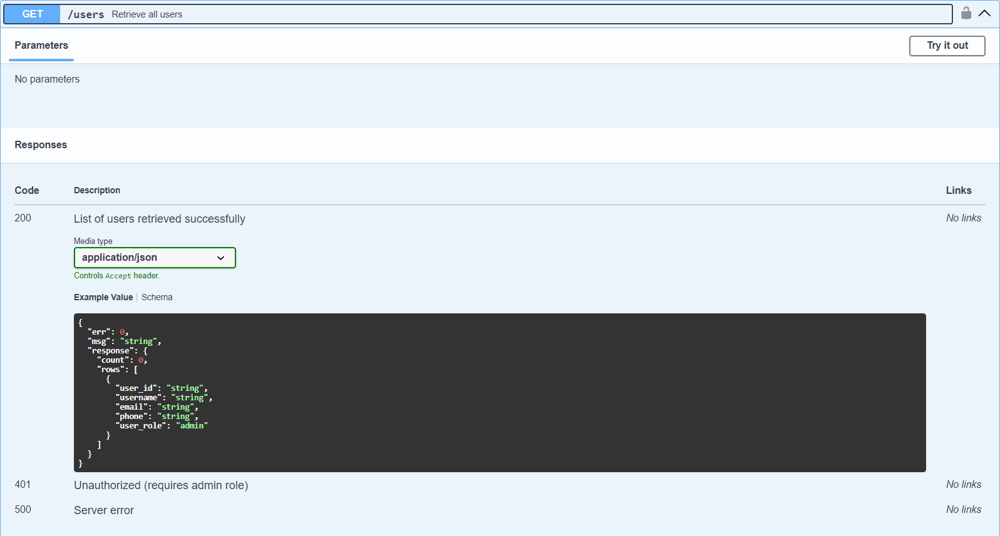 GET /users Retrieve all users
Parameters
Try it out
No parameters
Responses
Code Description Links
200 List of users retrieved successfully No links
Media type
application/json
Controls Accept header.
Example Value Schema
{
  "err": 0,
  "msg": "string",
  "response": {
    "count": 0,
    "rows": [
      {
        "user_id": "string",
        "username": "string",
        "email": "string",
        "phone": "string",
        "user_role": "admin"
      }
    ]
  }
}
401 Unauthorized (requires admin role) No links
500 Server error No links